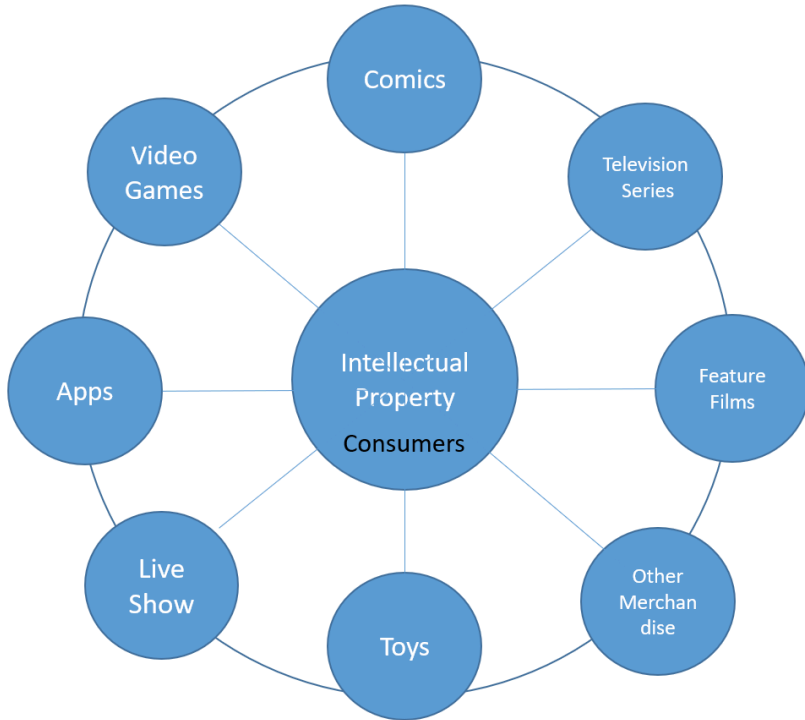 Comics
Video
Games
Television
Series
Apps
Intellectual
Property
Consumers
Feature
Films
Live
Show
Toys
Other
Merchan
dise